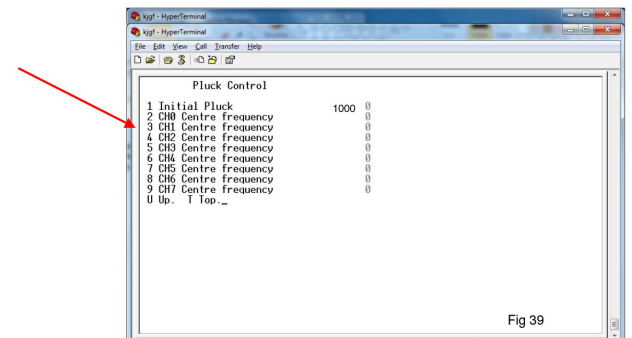 kjgf - HyperTerminal
kjgf - HyperTerminal
File Edit View Call Transfer Help
Pluck Control
1 Initial Pluck 1000 0
2 CH0 Centre frequency 0
3 CH1 Centre frequency 0
4 CH2 Centre frequency 0
5 CH3 Centre frequency 0
6 CH4 Centre frequency 0
7 CH5 Centre frequency 0
8 CH6 Centre frequency 0
9 CH7 Centre frequency 0
U Up. T Top._
Fig 39